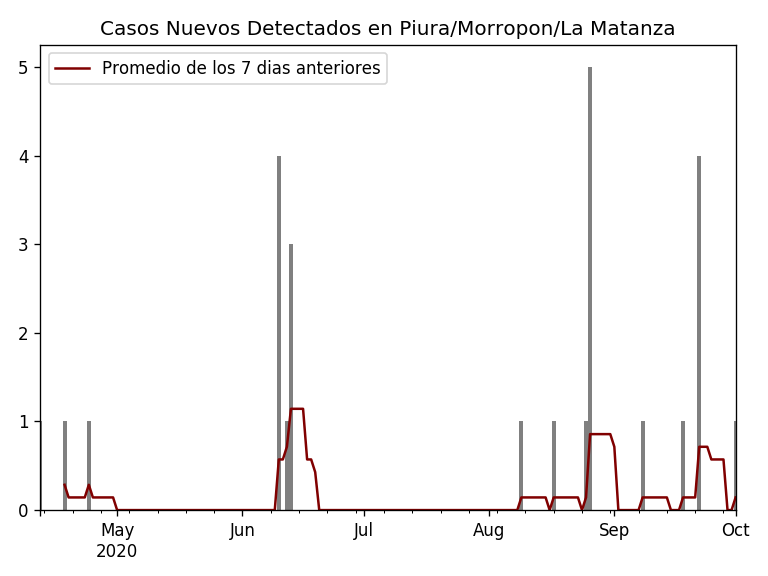 Casos Nuevos Detectados en Piura/Morropon/La Matanza
Promedio de los 7 dias anteriores
5
4
3
2
1
0
May Jun Jul Aug Sep Oct
2020